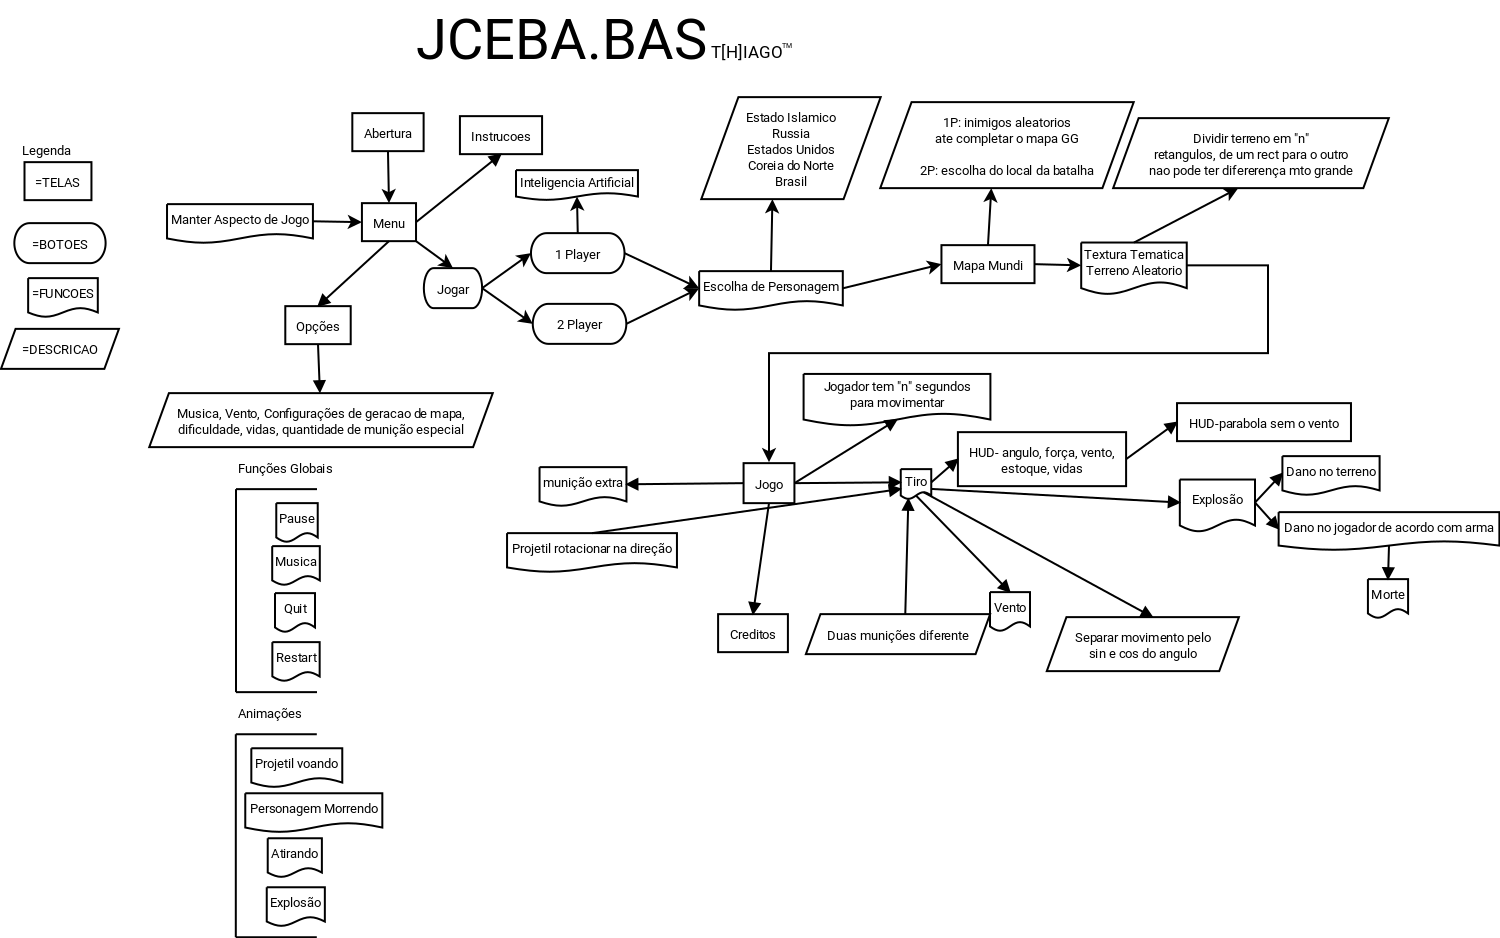 JCEBA.BAS T[H]IAGO™
Legenda
=TELAS
=BOTOES
=FUNCOES
=DESCRICAO
Abertura
Instrucoes
Manter Aspecto de Jogo
Menu
Inteligencia Artificial
Jogar
1 Player
2 Player
Opções
Musica, Vento, Configurações de geracao de mapa,
dificuldade, vidas, quantidade de munição especial
Estado Islamico
Russia
Estados Unidos
Coreia do Norte
Brasil
Escolha de Personagem
1P: inimigos aleatorios
ate completar o mapa GG
2P: escolha do local da batalha
Mapa Mundi
Dividir terreno em "n"
retangulos, de um rect para o outro
nao pode ter difererença mto grande
Textura Tematica
Terreno Aleatorio
Jogador tem "n" segundos
para movimentar
munição extra
Jogo
Tiro
HUD- angulo, força, vento,
estoque, vidas
HUD-parabola sem o vento
Explosão
Dano no terreno
Dano no jogador de acordo com arma
Morte
Projetil rotacionar na direção
Creditos
Duas munições diferente
Vento
Separar movimento pelo
sin e cos do angulo
Funções Globais
Pause
Musica
Quit
Restart
Animações
Projetil voando
Personagem Morrendo
Atirando
Explosão